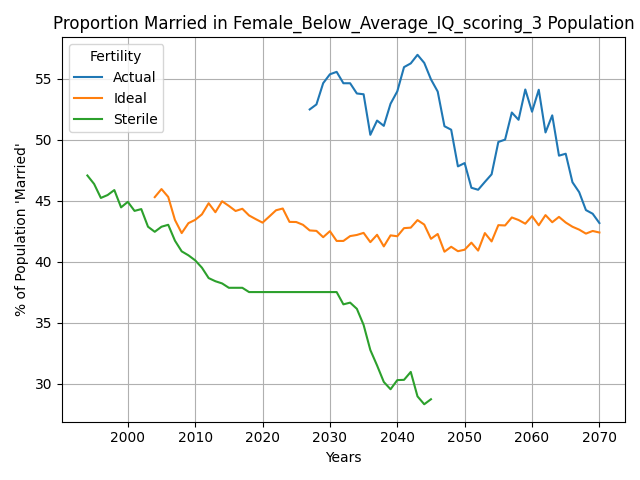 Proportion Married in Female_Below_Average_IQ_scoring_3 Population
Fertility
Actual
Ideal
Sterile
% of Population 'Married'
55
50
45
40
35
30
2000 2010 2020 2030 2040 2050 2060 2070
Years